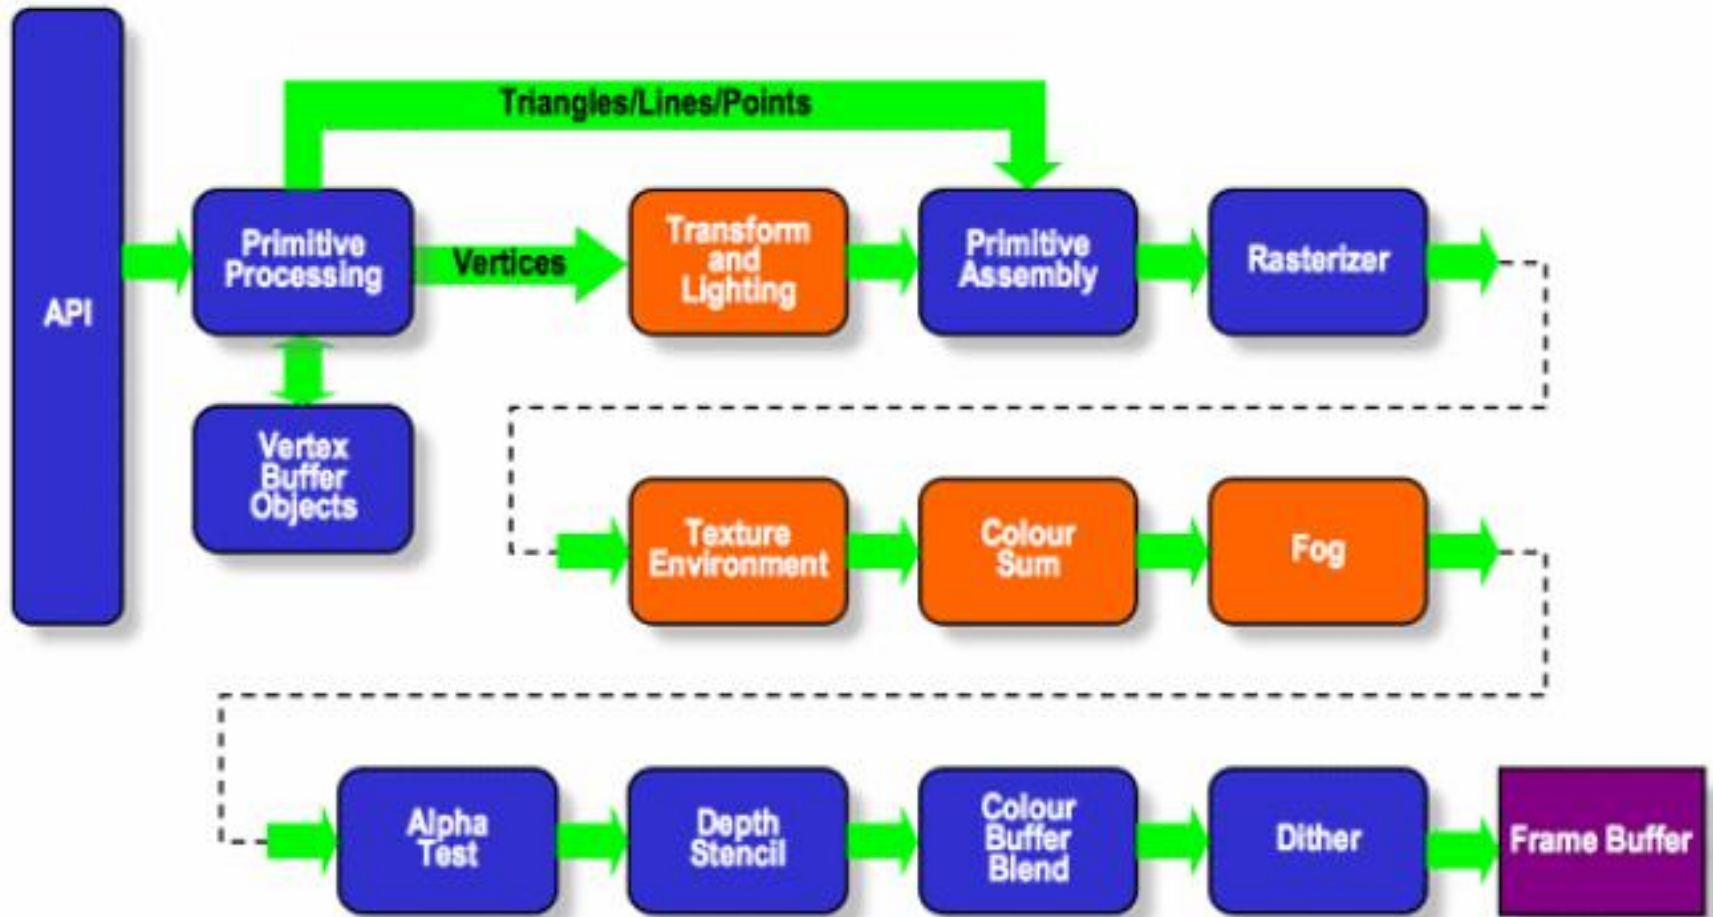 Triangles/Lines/Points
API
Primitive
Processing
Vertices
Transform
and
Lighting
Primitive
Assembly
Rasterizer
Vertex
Buffer
Objects
Texture
Environment
Colour
Sum
Fog
Alpha
Test
Depth
Stencil
Colour
Buffer
Blend
Dither
Frame Buffer